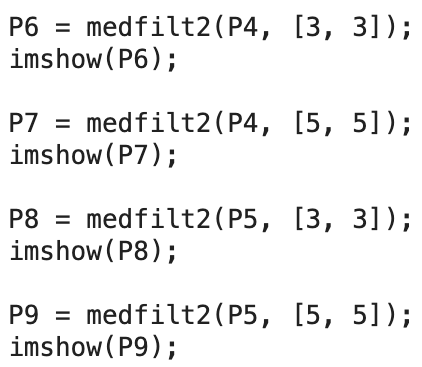 P6 = medfilt2(P4, [3, 3]);
imshow(P6);
P7 = medfilt2(P4, [5, 5]);
imshow(P7);
P8 = medfilt2(P5, [3, 3]);
imshow(P8);
P9 = medfilt2(P5, [5, 5]);
imshow(P9);